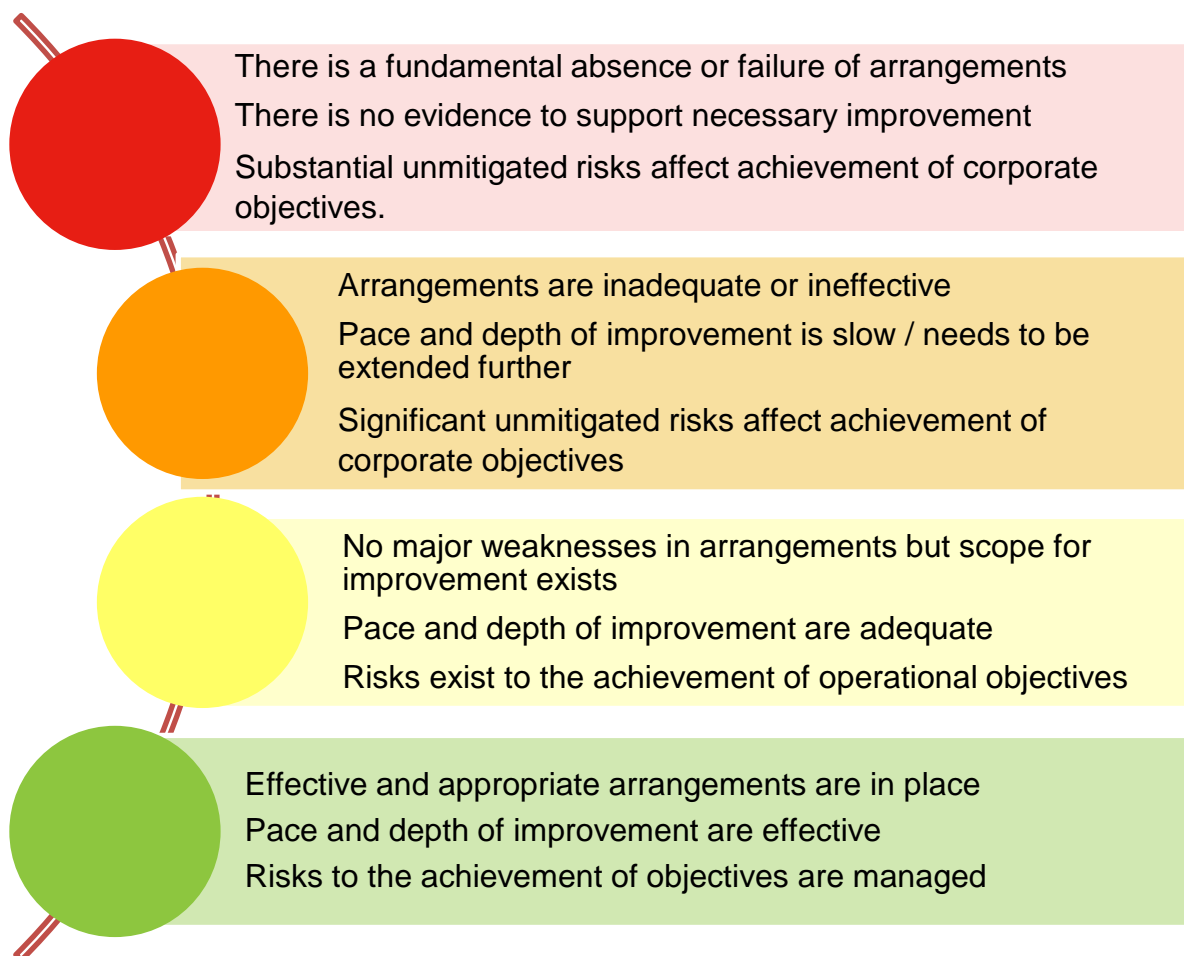 There is a fundamental absence or failure of arrangements
There is no evidence to support necessary improvement
Substantial unmitigated risks affect achievement of corporate
objectives.
Arrangements are inadequate or ineffective
Pace and depth of improvement is slow / needs to be
extended further
Significant unmitigated risks affect achievement of
corporate objectives
No major weaknesses in arrangements but scope for
improvement exists
Pace and depth of improvement are adequate
Risks exist to the achievement of operational objectives
Effective and appropriate arrangements are in place
Pace and depth of improvement are effective
Risks to the achievement of objectives are managed